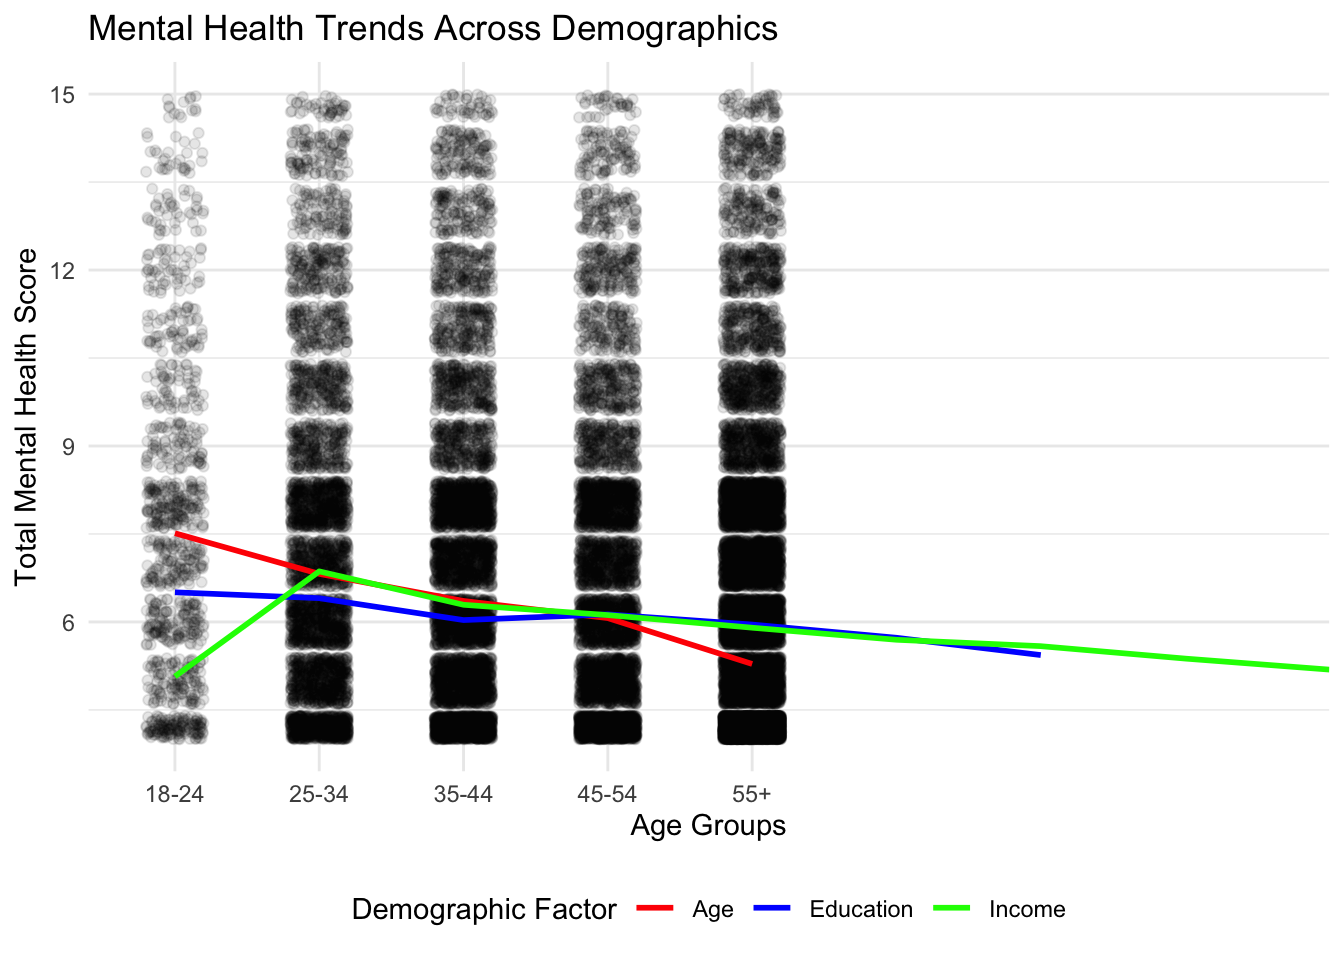 Mental Health Trends Across Demographics
15
12
9
6
Total Mental Health Score
18-24 25-34 35-44 45-54 55+
Age Groups
Demographic Factor Age Education Income